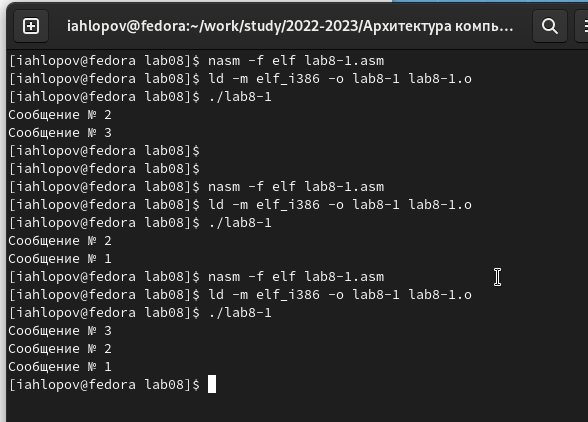 iahlopov@fedora:~/work/study/2022-2023/Архитектура компь…
[iahlopov@fedora lab08]$ nasm -f elf lab8-1.asm
[iahlopov@fedora lab08]$ ld -m elf_i386 -o lab8-1 lab8-1.o
[iahlopov@fedora lab08]$ ./lab8-1
Сообщение № 2
Сообщение № 3
[iahlopov@fedora lab08]$
[iahlopov@fedora lab08]$
[iahlopov@fedora lab08]$ nasm -f elf lab8-1.asm
[iahlopov@fedora lab08]$ ld -m elf_i386 -o lab8-1 lab8-1.o
[iahlopov@fedora lab08]$ ./lab8-1
Сообщение № 2
Сообщение № 1
[iahlopov@fedora lab08]$ nasm -f elf lab8-1.asm
[iahlopov@fedora lab08]$ ld -m elf_i386 -o lab8-1 lab8-1.o
[iahlopov@fedora lab08]$ ./lab8-1
Сообщение № 3
Сообщение № 2
Сообщение № 1
[iahlopov@fedora lab08]$